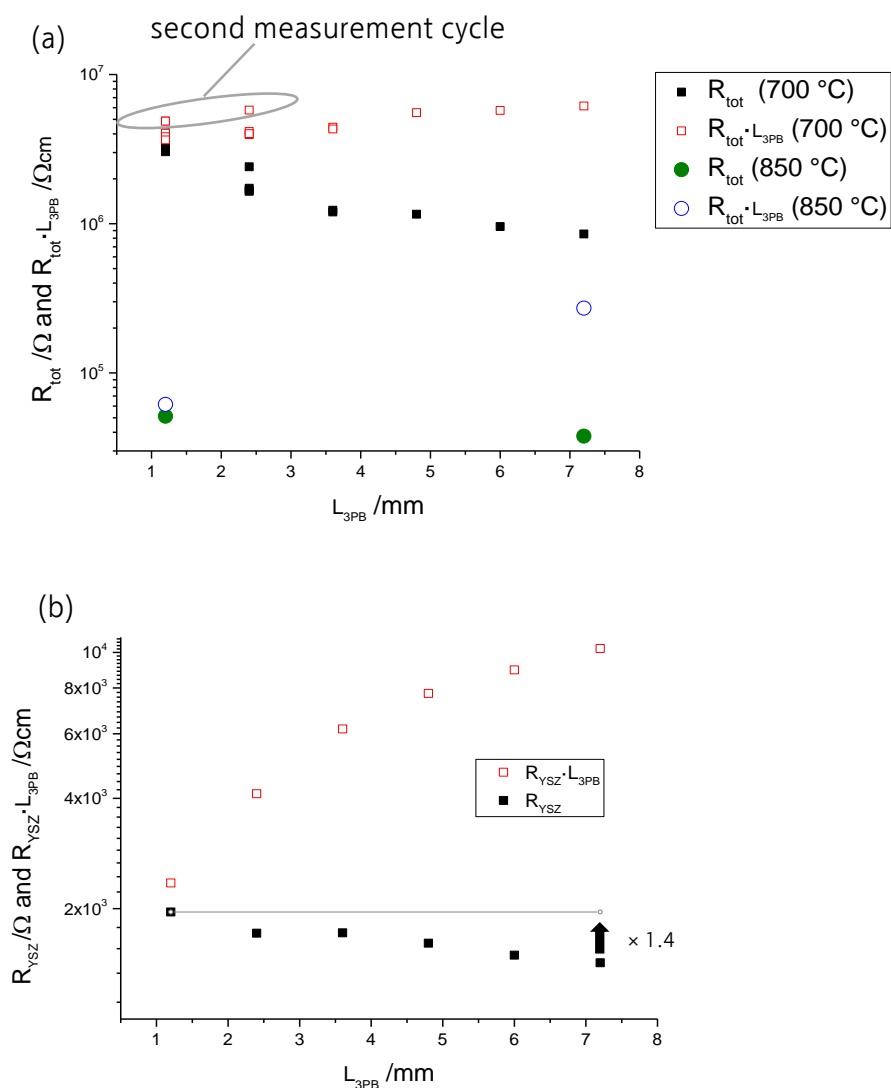 (a)
second measurement cycle
10⁷
10⁶
10⁵
R_tot /Ω and R_tot·L_3PB /Ωcm
1 2 3 4 5 6 7 8
L_3PB /mm
R_tot (700 °C)
R_tot·L_3PB (700 °C)
R_tot (850 °C)
R_tot·L_3PB (850 °C)
(b)
10⁴
8x10³
6x10³
4x10³
2x10³
R_YSZ/Ω and R_YSZ·L_3PB /Ωcm
R_YSZ·L_3PB
R_YSZ
× 1.4
1 2 3 4 5 6 7 8
L_3PB /mm